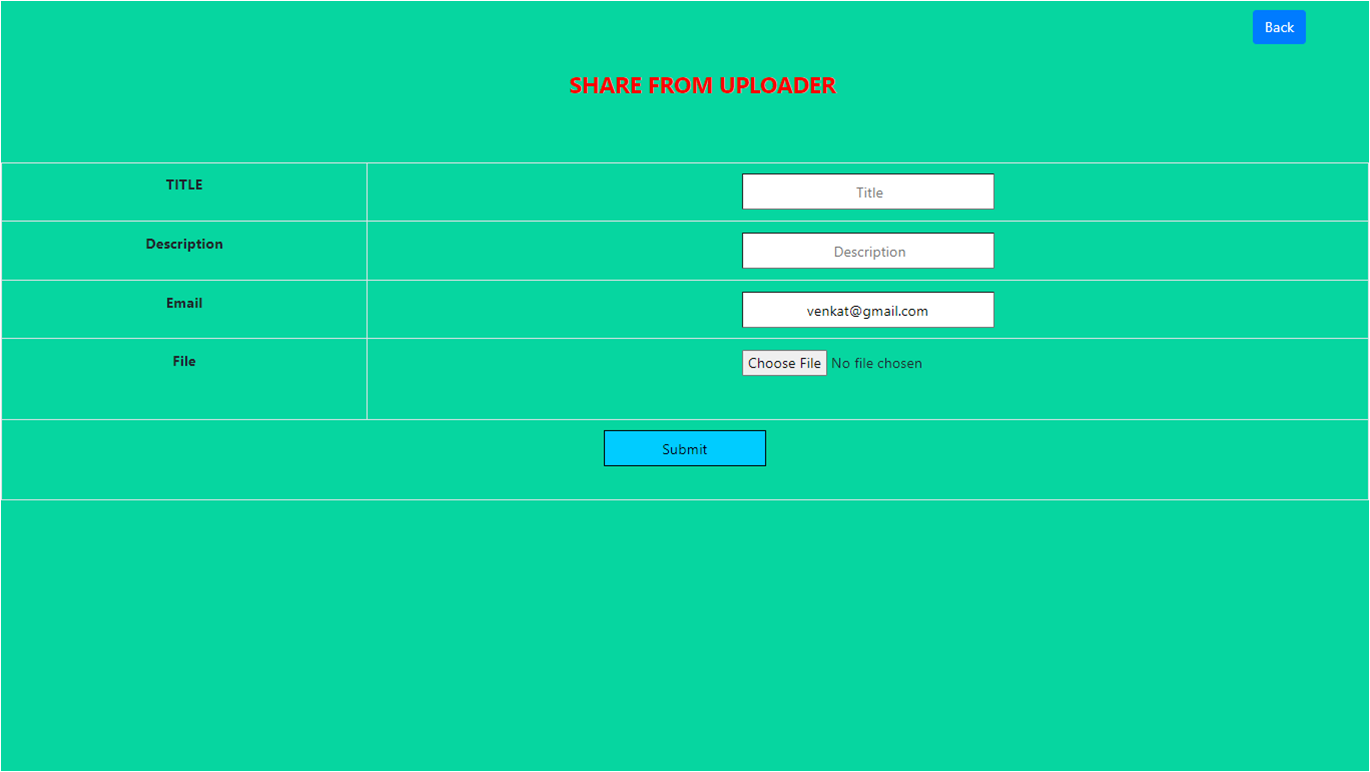 Back
SHARE FROM UPLOADER
TITLE
Title
Description
Description
Email
venkat@gmail.com
File
Choose File No file chosen
Submit